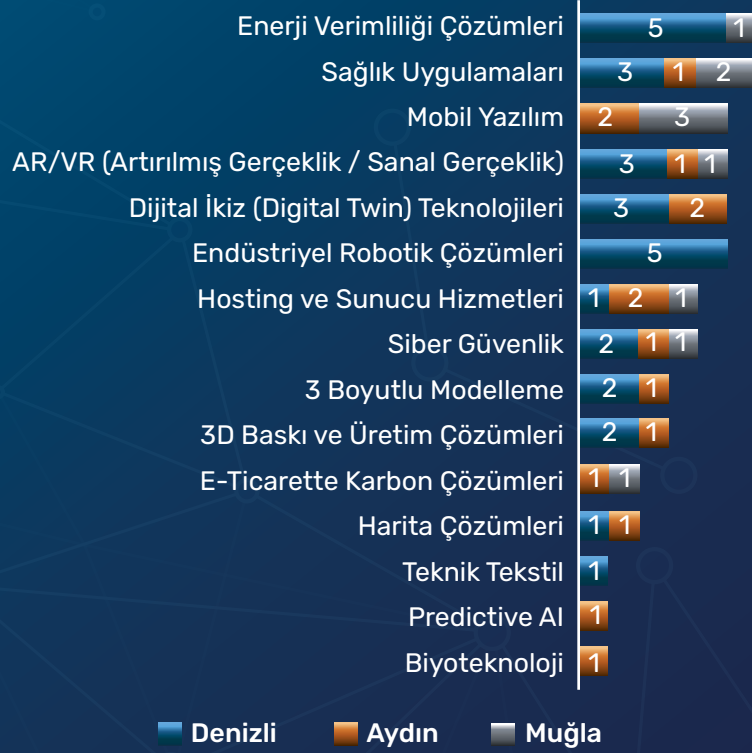 Enerji Verimliliği Çözümleri 5 1
Sağlık Uygulamaları 3 1 2
Mobil Yazılım 2 3
AR/VR (Artırılmış Gerçeklik / Sanal Gerçeklik) 3 1 1
Dijital İkiz (Digital Twin) Teknolojileri 3 2
Endüstriyel Robotik Çözümleri 5
Hosting ve Sunucu Hizmetleri 1 2 1
Siber Güvenlik 2 1 1
3 Boyutlu Modelleme 2 1
3D Baskı ve Üretim Çözümleri 2 1
E-Ticarette Karbon Çözümleri 1 1
Harita Çözümleri 1 1
Teknik Tekstil 1
Predictive AI 1
Biyoteknoloji 1
Denizli Aydın Muğla